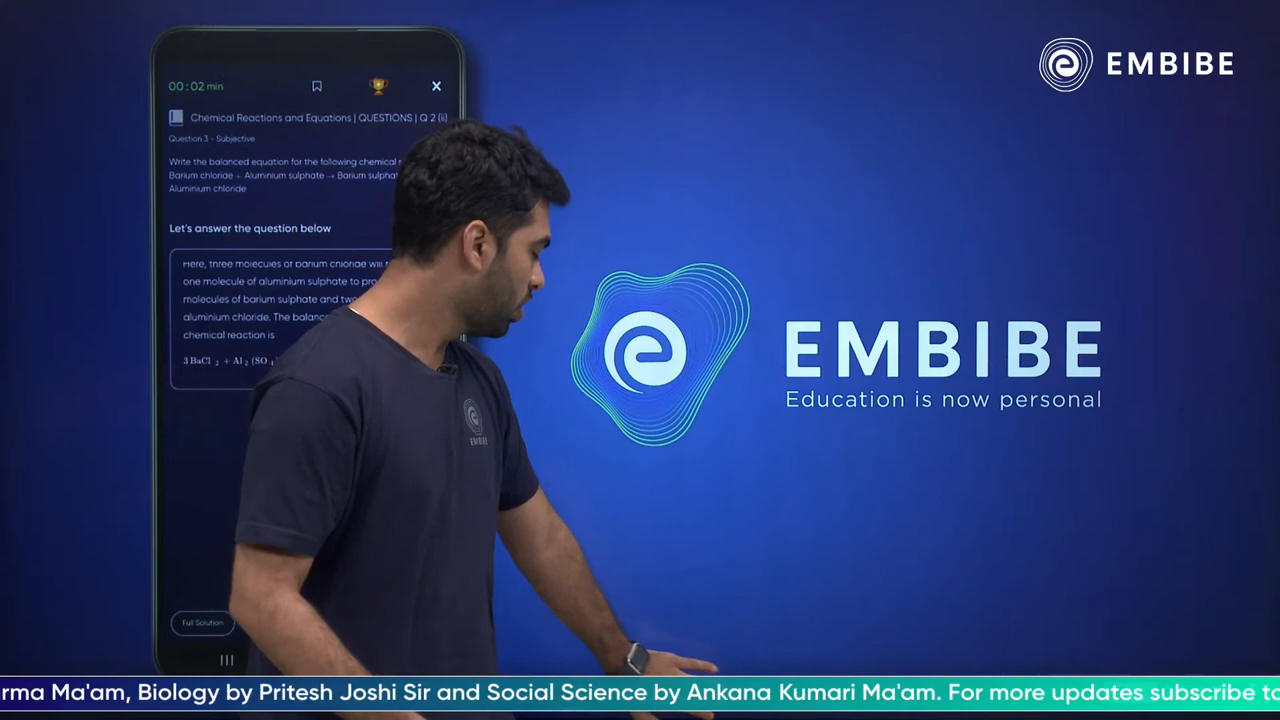 00:02 min
X
EMBIBE
Chemical Reactions and Equations | QUESTIONS | Q 2 (ii)
Question 3 - Subjective
Write the balanced equation for the following chemical
Barium chloride + Aluminium sulphate → Barium sulphat
Aluminium chloride
Let's answer the question below
Here, three molecules of barium chloride will
one molecule of aluminium sulphate to pro
molecules of barium sulphate and two
aluminium chloride. The balanc
chemical reaction is
3 BaCl 2 + Al 2 (SO 4
EMBIBE
Education is now personal
EMBIBE
Full Solution
rma Ma'am, Biology by Pritesh Joshi Sir and Social Science by Ankana Kumari Ma'am. For more updates subscribe to